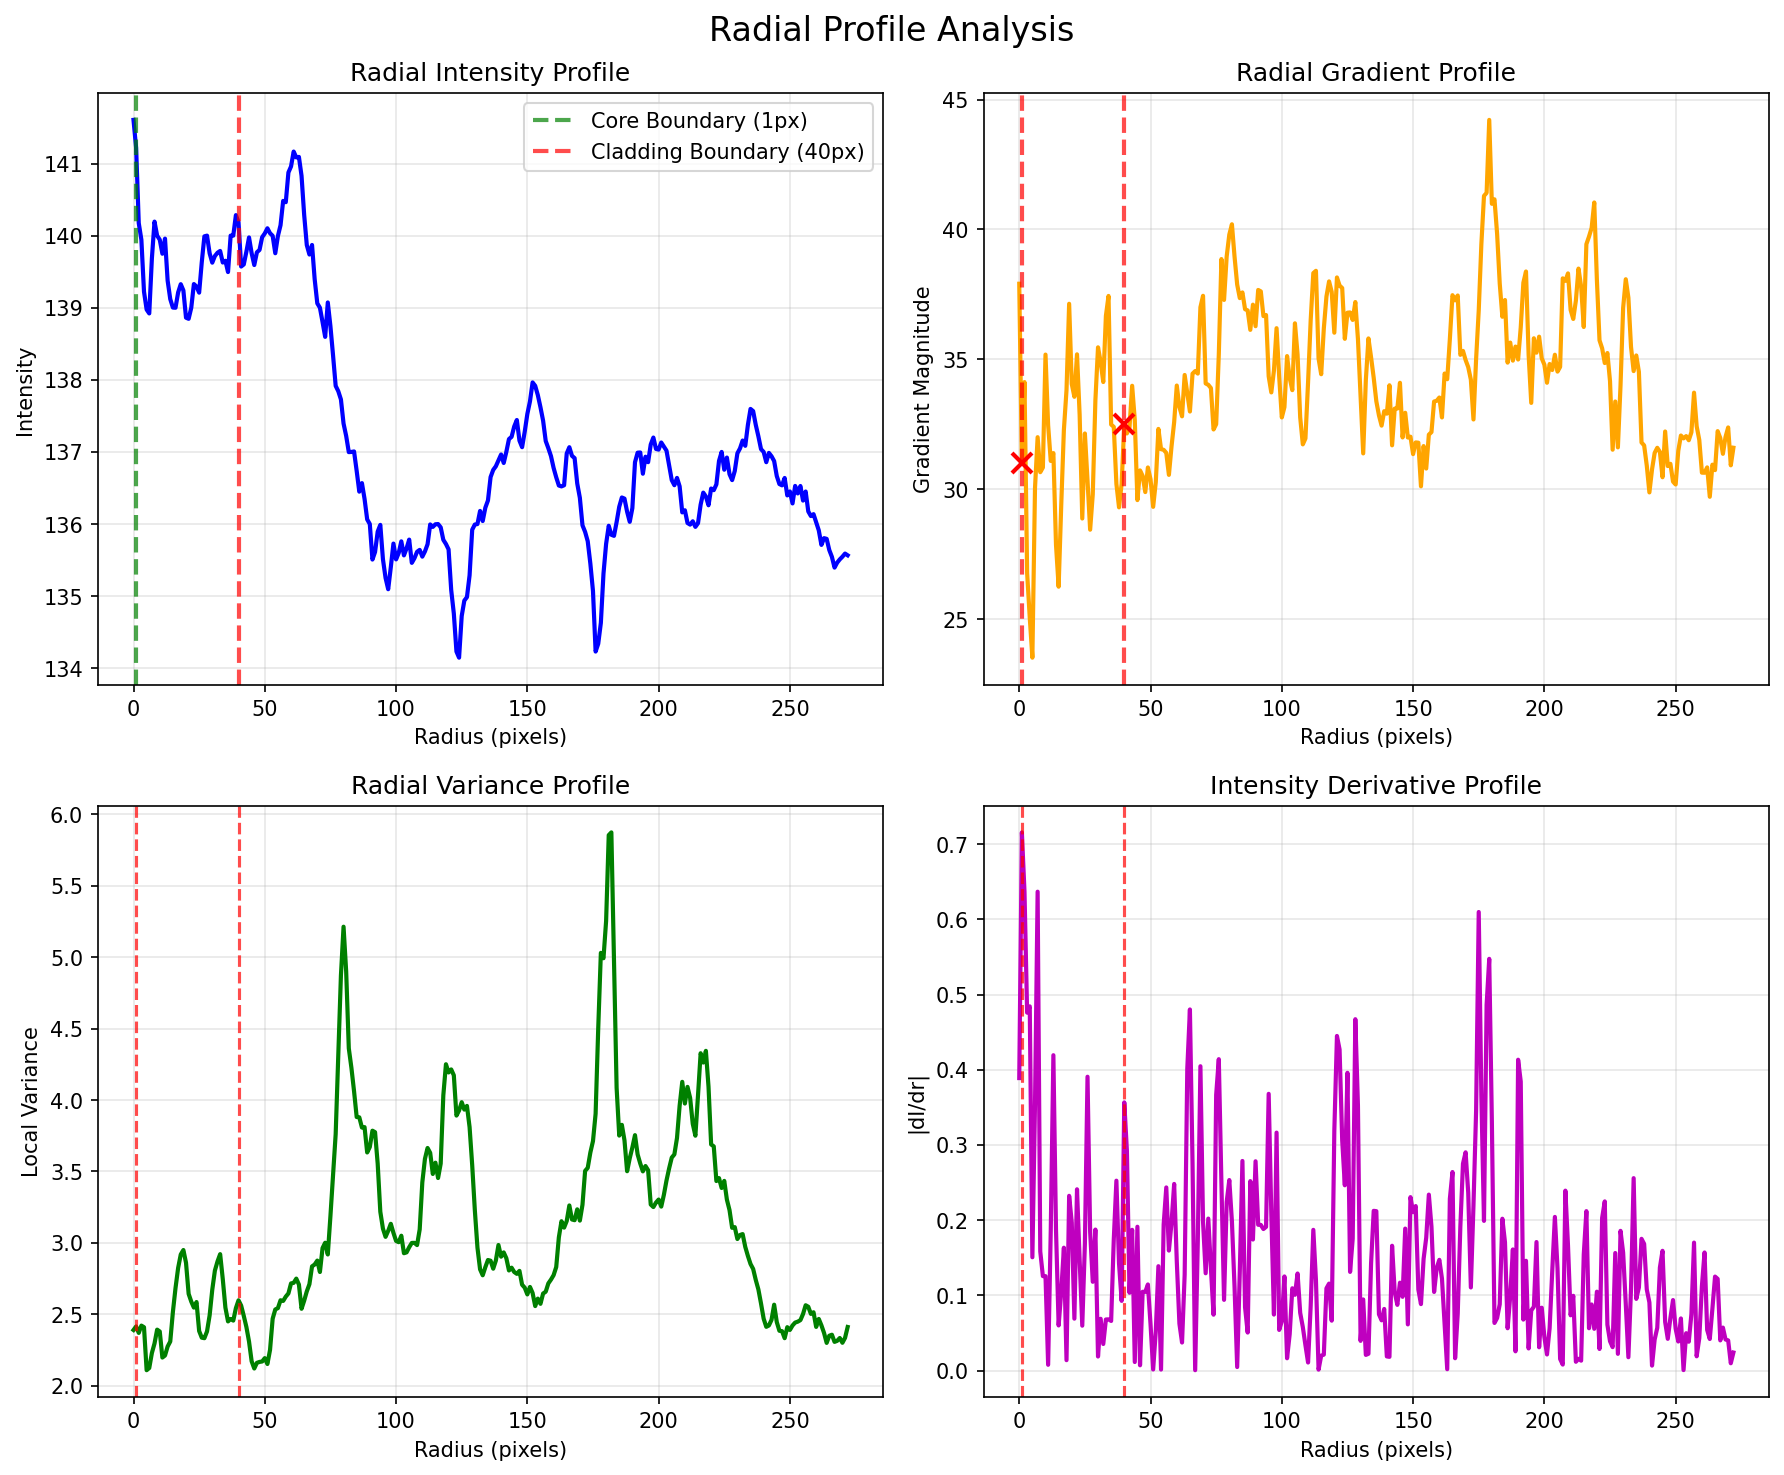 Radial Profile Analysis
Radial Intensity Profile
Core Boundary (1px)
Cladding Boundary (40px)
141
140
139
138
137
136
135
134
Intensity
0 50 100 150 200 250
Radius (pixels)
Radial Gradient Profile
45
40
35
30
25
Gradient Magnitude
0 50 100 150 200 250
Radius (pixels)
Radial Variance Profile
6.0
5.5
5.0
4.5
4.0
3.5
3.0
2.5
2.0
Local Variance
0 50 100 150 200 250
Radius (pixels)
Intensity Derivative Profile
0.7
0.6
0.5
0.4
0.3
0.2
0.1
0.0
|dI/dr|
0 50 100 150 200 250
Radius (pixels)